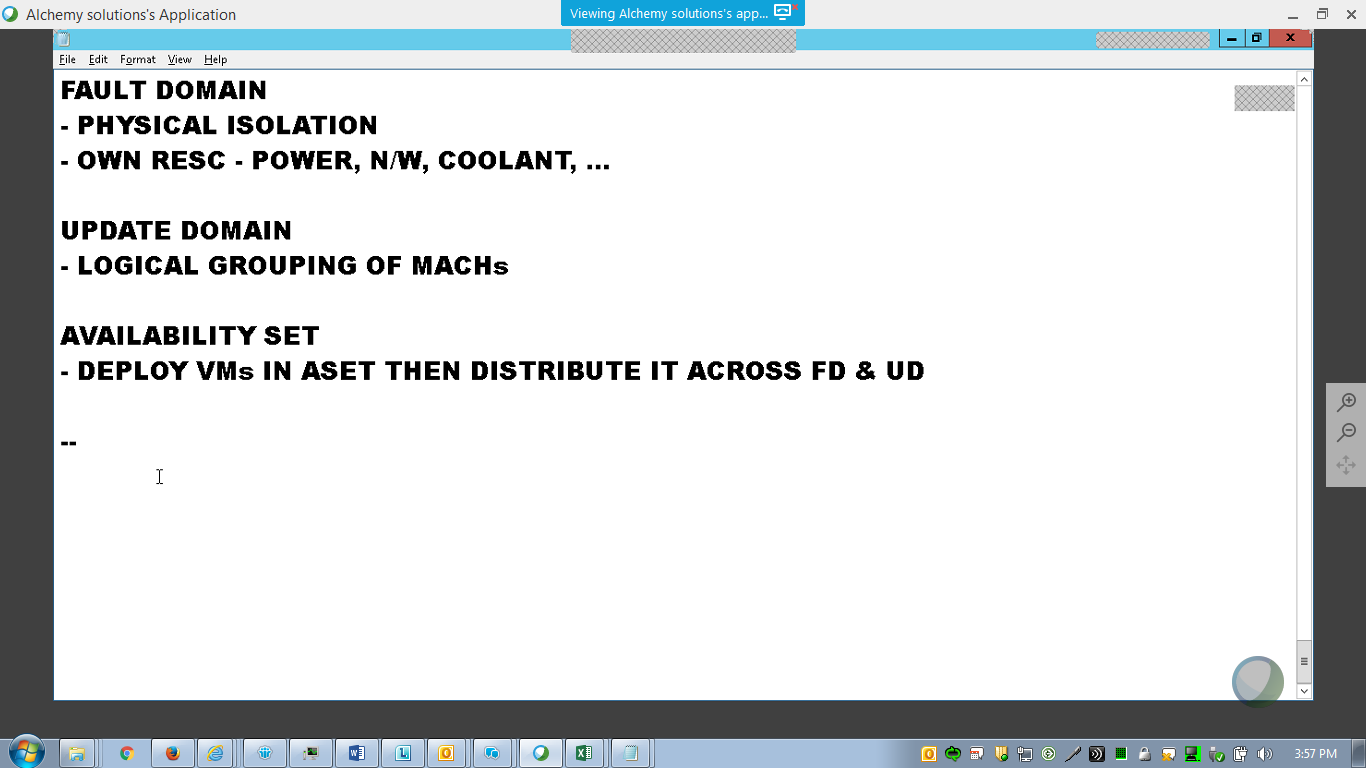 Alchemy solutions's Application
Viewing Alchemy solutions's app...
File Edit Format View Help
FAULT DOMAIN
- PHYSICAL ISOLATION
- OWN RESC - POWER, N/W, COOLANT, ...
UPDATE DOMAIN
- LOGICAL GROUPING OF MACHs
AVAILABILITY SET
- DEPLOY VMs IN ASET THEN DISTRIBUTE IT ACROSS FD & UD
--
3:57 PM